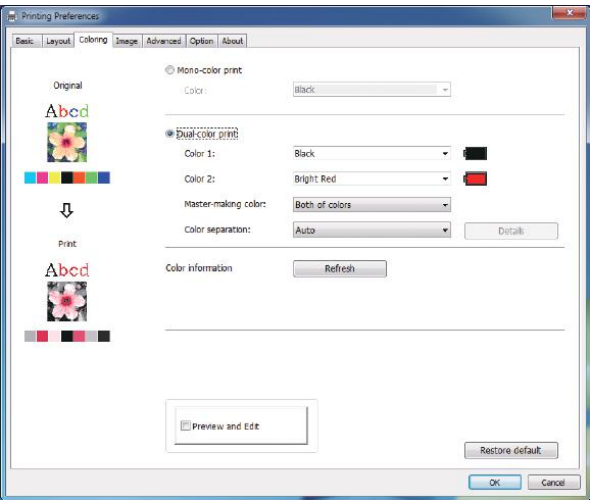 Printing Preferences
Basic Layout Coloring Image Advanced Option About
Original
Abcd
Print
Abcd
Mono-color print
Color: Black
Dual-color print
Color 1: Black
Color 2: Bright Red
Master-making color: Both of colors
Color separation: Auto Details
Color information Refresh
Preview and Edit
Restore default
OK Cancel